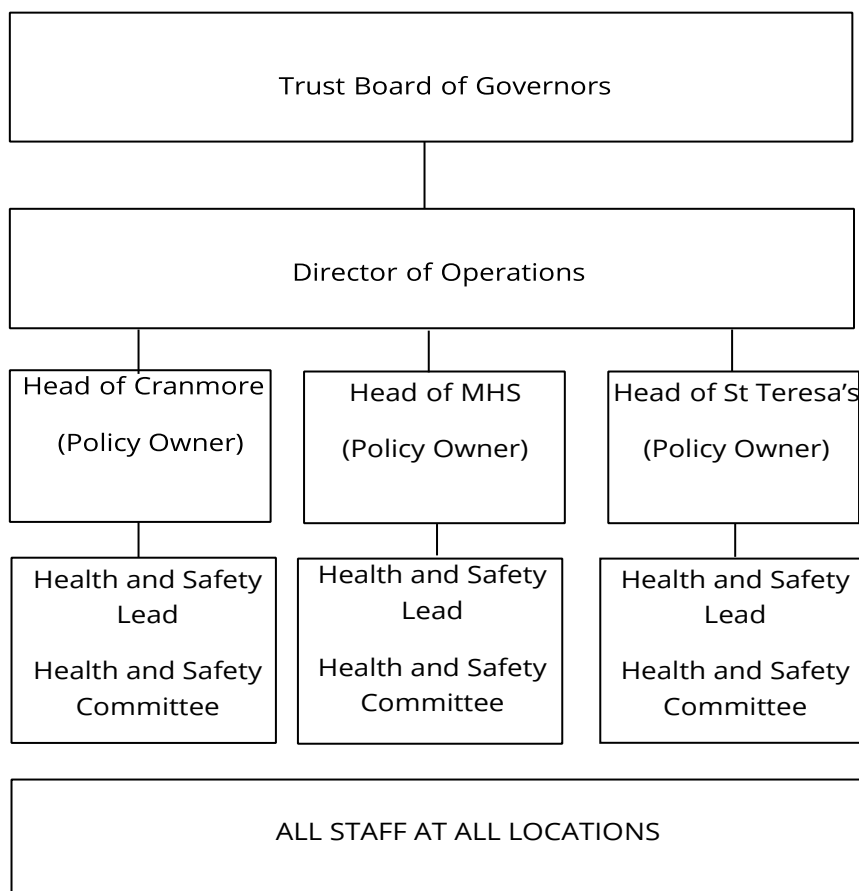 Trust Board of Governors
Director of Operations
Head of Cranmore
(Policy Owner)
Head of MHS
(Policy Owner)
Head of St Teresa’s
(Policy Owner)
Health and Safety
Lead
Health and Safety
Committee
Health and Safety
Lead
Health and Safety
Committee
Health and Safety
Lead
Health and Safety
Committee
ALL STAFF AT ALL LOCATIONS